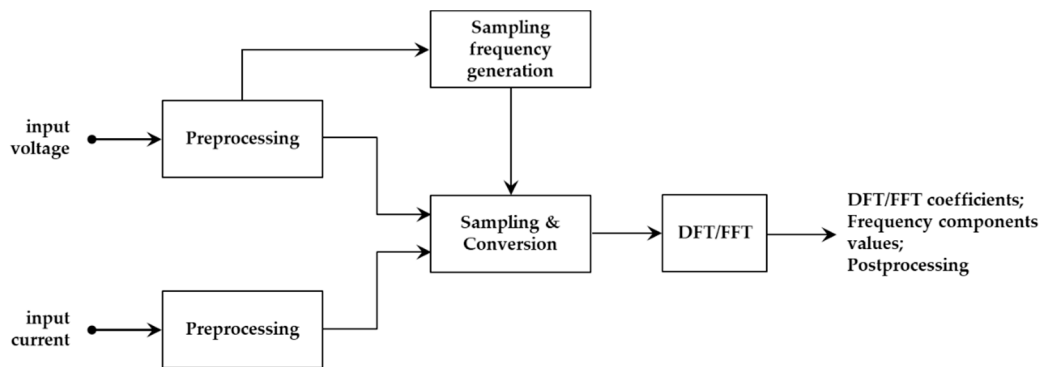 Sampling
frequency
generation
input
voltage
Preprocessing
Sampling &
Conversion
DFT/FFT
DFT/FFT coefficients;
Frequency components
values;
Postprocessing
input
current
Preprocessing